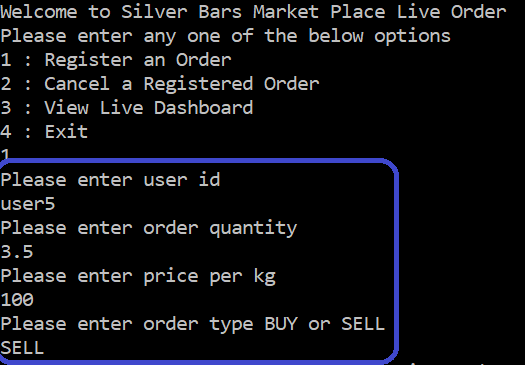 Welcome to Silver Bars Market Place Live Order
Please enter any one of the below options
1 : Register an Order
2 : Cancel a Registered Order
3 : View Live Dashboard
4 : Exit
1
Please enter user id
user5
Please enter order quantity
3.5
Please enter price per kg
100
Please enter order type BUY or SELL
SELL